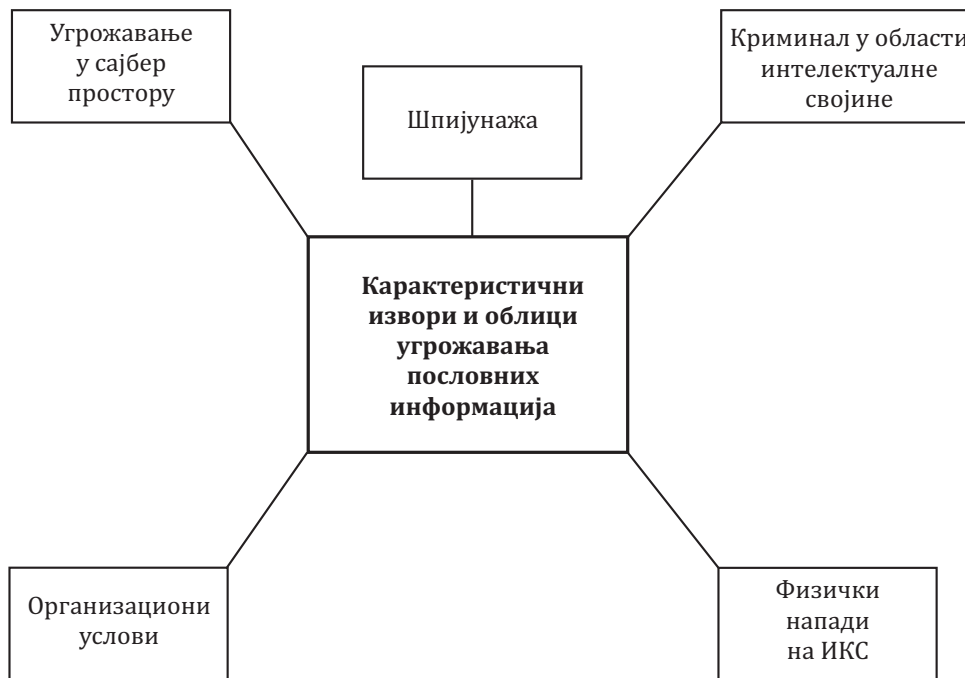 Угрожавање
у сајбер
простору
Шпијунажа
Криминал у области
интелектуалне
својине
Карактеристични
извори и облици
угрожавања
пословних
информација
Организациони
услови
Физички
напади
на ИКС